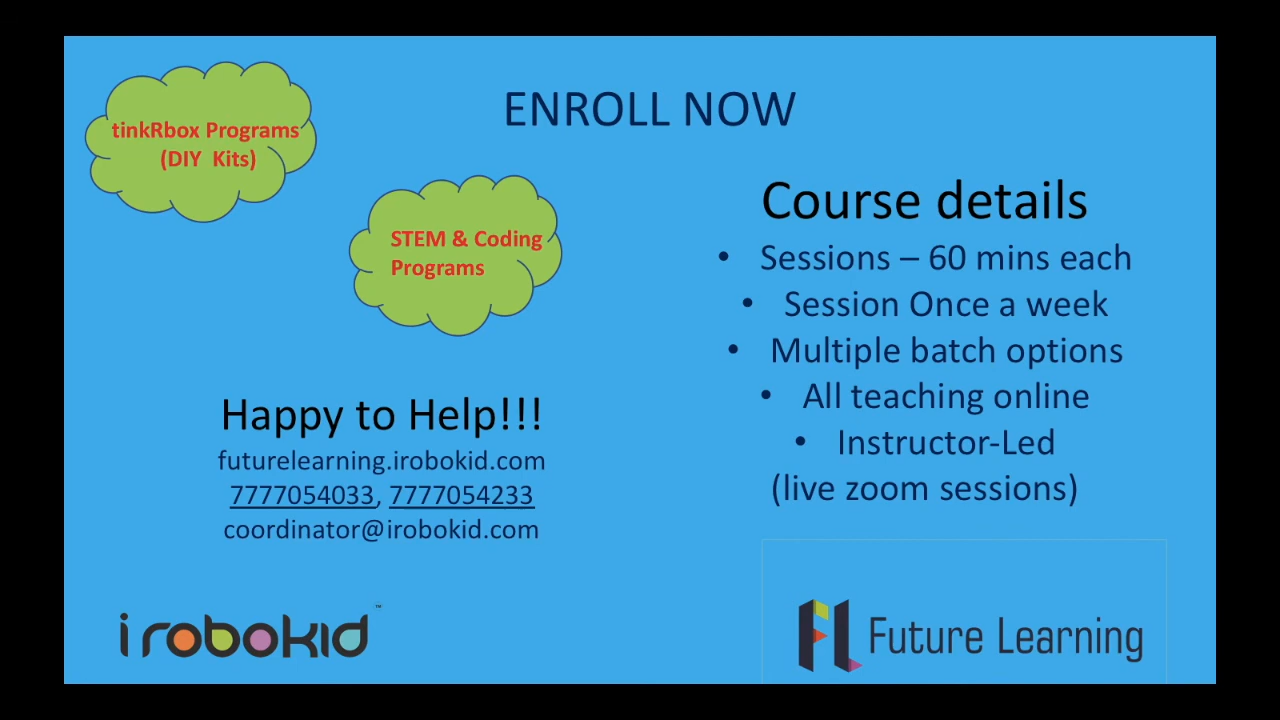 tinkRbox Programs
(DIY Kits)
ENROLL NOW
STEM & Coding
Programs
Course details
• Sessions – 60 mins each
• Session Once a week
• Multiple batch options
• All teaching online
• Instructor-Led
(live zoom sessions)
Happy to Help!!!
futurelearning.irobokid.com
7777054033, 7777054233
coordinator@irobokid.com
i robokid™
FL Future Learning